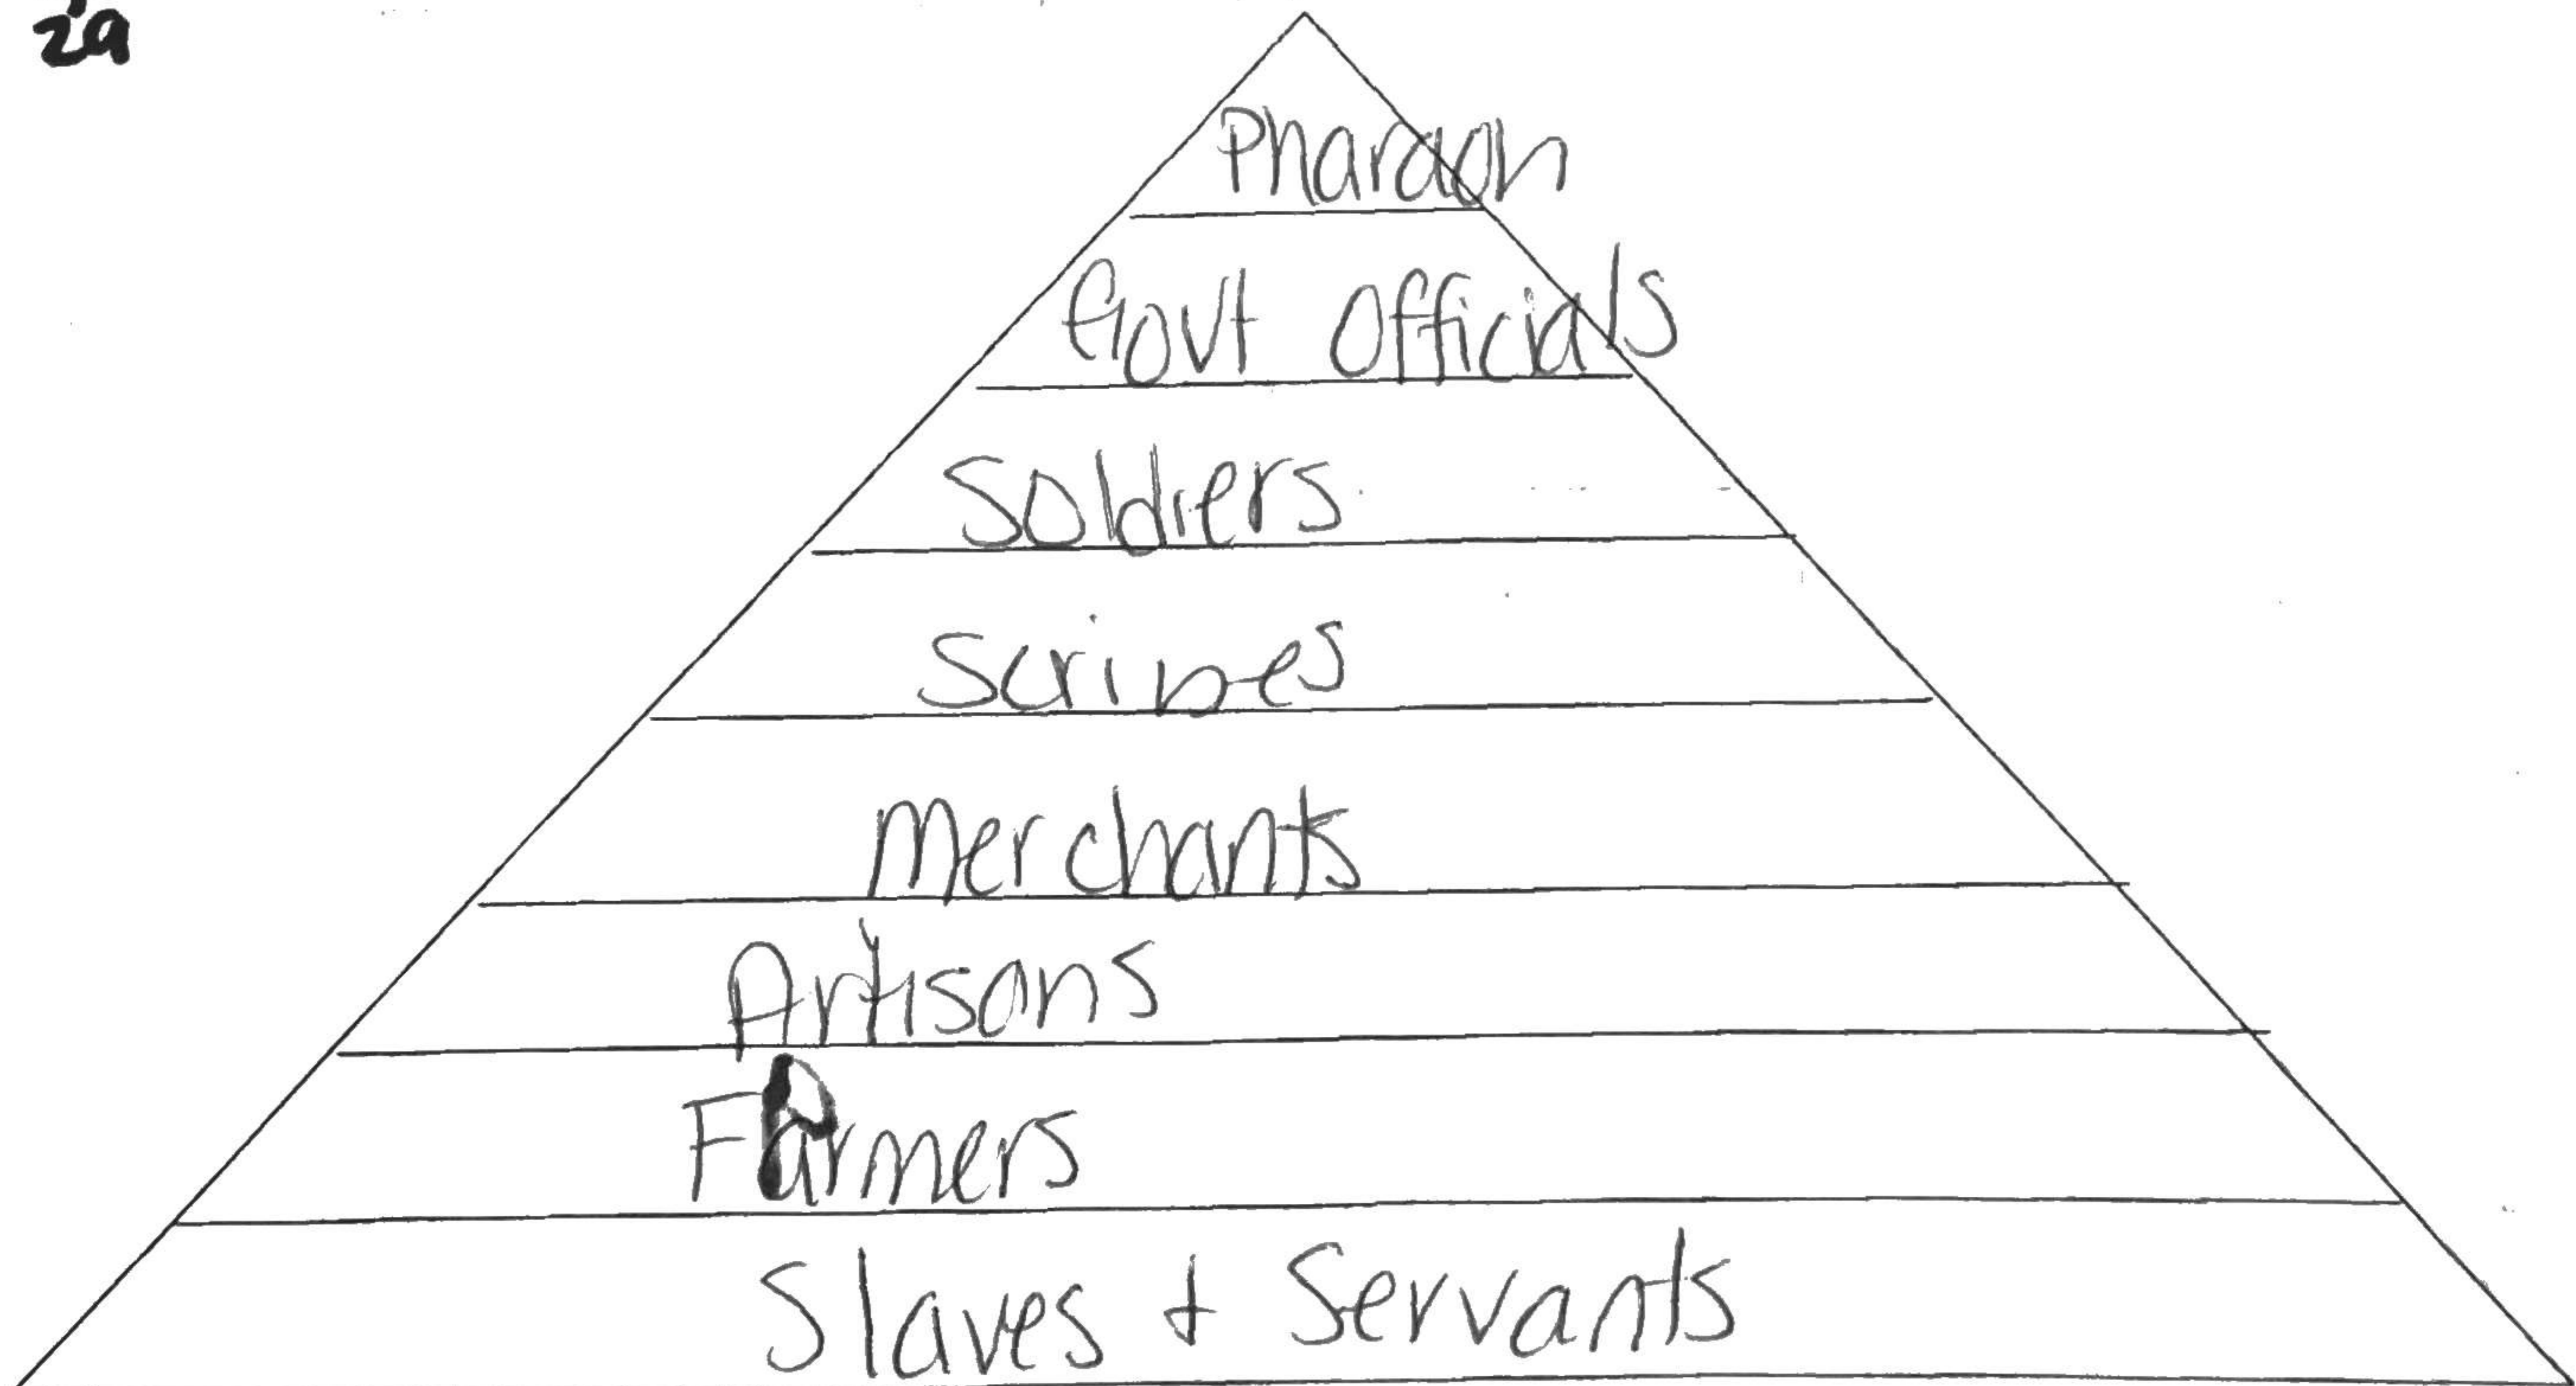 2a
Pharaoh
Govt Officials
Soldiers
Scribes
Merchants
Artisans
Farmers
Slaves + Servants